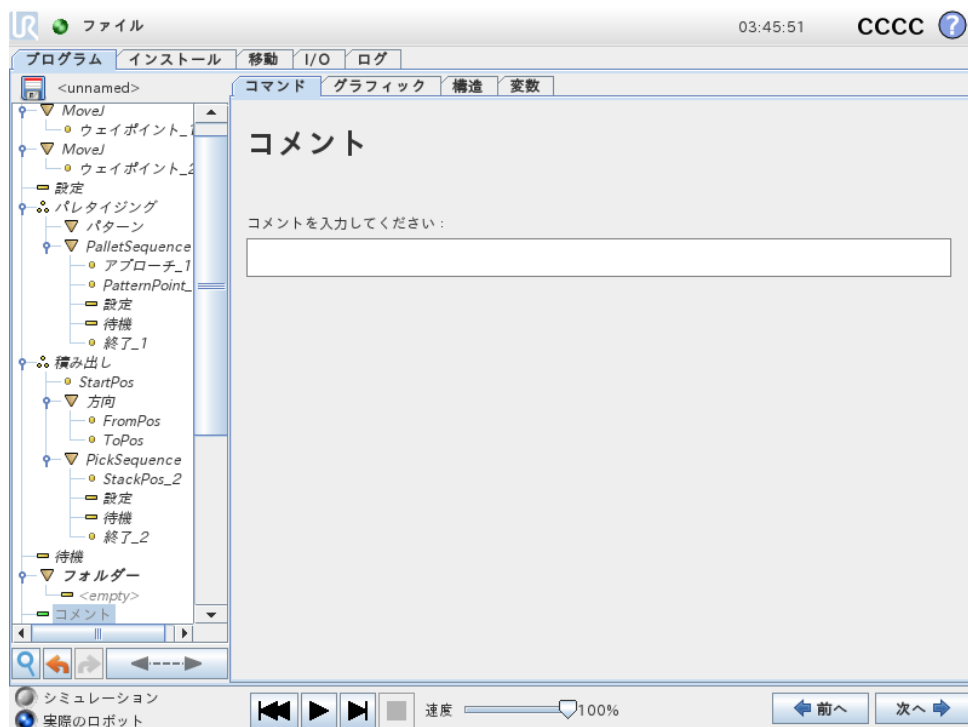 UR ファイル 03:45:51 CCCC ?
プログラム インストール 移動 I/O ログ
<unnamed>
コマンド グラフィック 構造 変数
MoveJ
ウェイポイント_1
MoveJ
ウェイポイント_2
設定
パレタイジング
パターン
PalletSequence
アプローチ_1
PatternPoint_
設定
待機
終了_1
積み出し
StartPos
方向
FromPos
ToPos
PickSequence
StackPos_2
設定
待機
終了_2
待機
フォルダー
<empty>
コメント
コメント
コメントを入力してください :
シミュレーション
実際のロボット
速度 100%
前へ 次へ